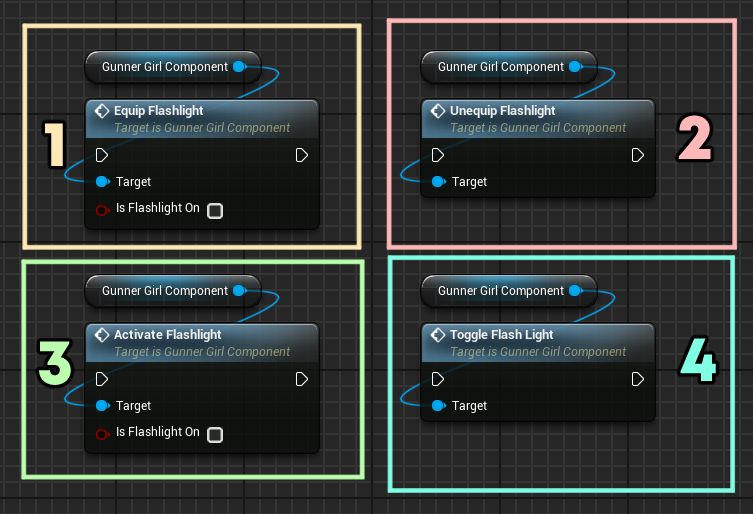 1
Gunner Girl Component
Equip Flashlight
Target is Gunner Girl Component
Target
Is Flashlight On
2
Gunner Girl Component
Unequip Flashlight
Target is Gunner Girl Component
Target
3
Gunner Girl Component
Activate Flashlight
Target is Gunner Girl Component
Target
Is Flashlight On
4
Gunner Girl Component
Toggle Flash Light
Target is Gunner Girl Component
Target